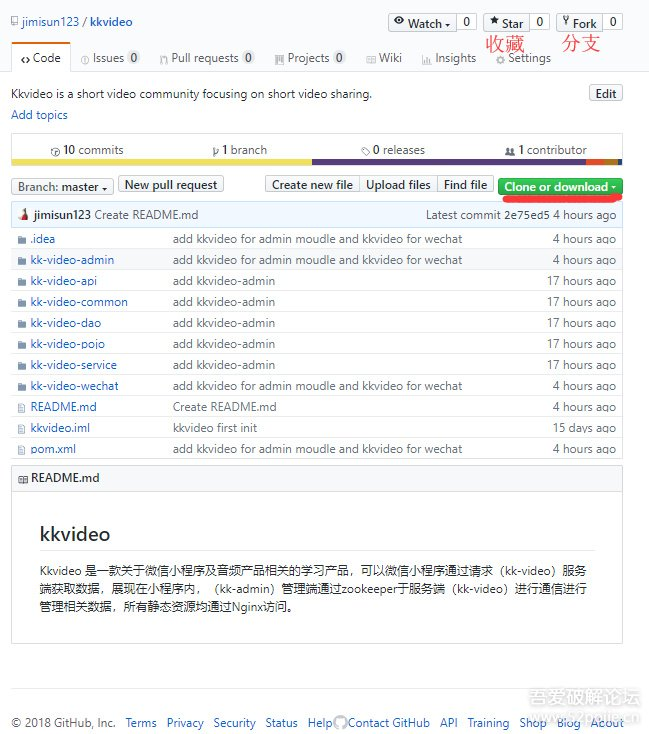 jimisun123 / kkvideo
Watch 0 Star 0 Fork 0
收藏 分支
Code Issues 0 Pull requests 0 Projects 0 Wiki Insights Settings
Kkvideo is a short video community focusing on short video sharing. Edit
Add topics
10 commits 1 branch 0 releases 1 contributor
Branch: master New pull request Create new file Upload files Find file Clone or download
jimisun123 Create README.md Latest commit 2e75ed5 4 hours ago
.idea add kkvideo for admin moudle and kkvideo for wechat 4 hours ago
kk-video-admin add kkvideo for admin moudle and kkvideo for wechat 4 hours ago
kk-video-api add kkvideo-admin 17 hours ago
kk-video-common add kkvideo-admin 17 hours ago
kk-video-dao add kkvideo-admin 17 hours ago
kk-video-pojo add kkvideo-admin 17 hours ago
kk-video-service add kkvideo-admin 17 hours ago
kk-video-wechat add kkvideo for admin moudle and kkvideo for wechat 4 hours ago
README.md Create README.md 4 hours ago
kkvideo.iml kkvideo first init 15 days ago
pom.xml add kkvideo for admin moudle and kkvideo for wechat 4 hours ago
README.md
kkvideo
Kkvideo 是一款关于微信小程序及音频产品相关的学习产品，可以微信小程序通过请求（kk-video）服务
端获取数据，展现在小程序内，（kk-admin）管理端通过zookeeper于服务端（kk-video）进行通信进行
管理相关数据，所有静态资源均通过Nginx访问。
吾爱破解论坛
© 2018 GitHub, Inc. Terms Privacy Security Status Help Contact GitHub API Training Shop Blog About
www.52pojie.cn